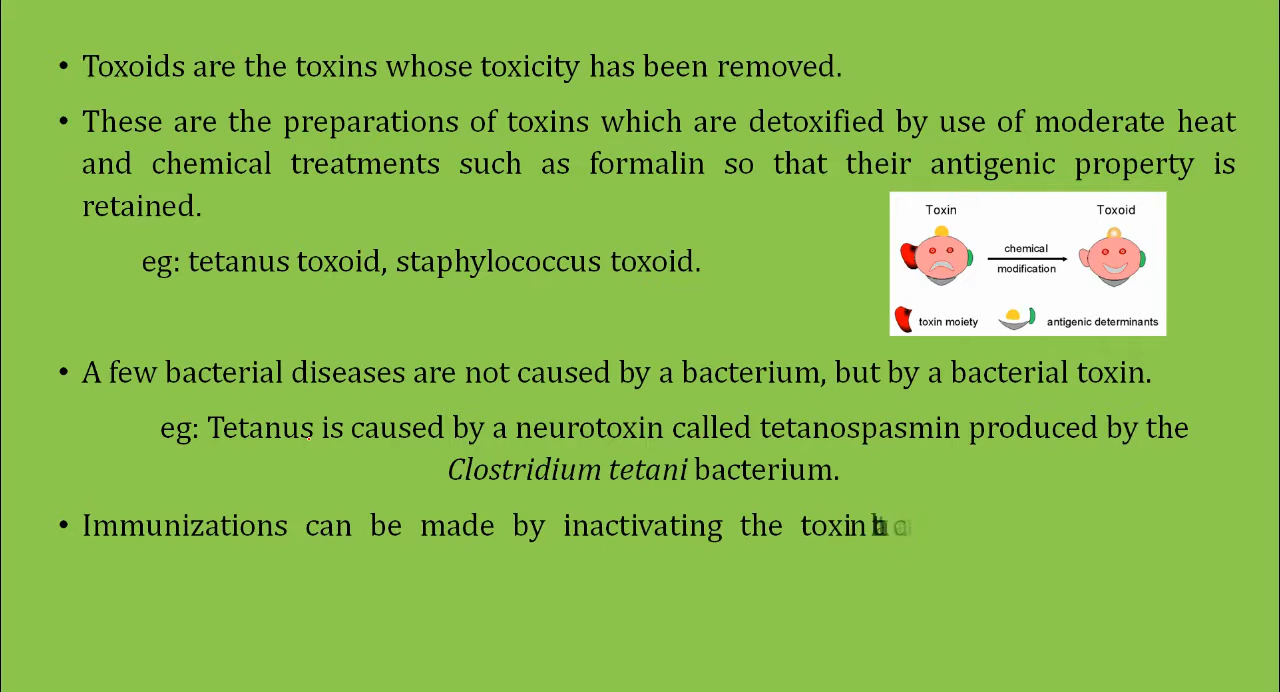 • Toxoids are the toxins whose toxicity has been removed.
• These are the preparations of toxins which are detoxified by use of moderate heat
and chemical treatments such as formalin so that their antigenic property is
retained.
Toxin
Toxoid
chemical
modification
toxin moiety
antigenic determinants
eg: tetanus toxoid, staphylococcus toxoid.
• A few bacterial diseases are not caused by a bacterium, but by a bacterial toxin.
eg: Tetanus is caused by a neurotoxin called tetanospasmin produced by the
Clostridium tetani bacterium.
• Immunizations can be made by inactivating the toxin